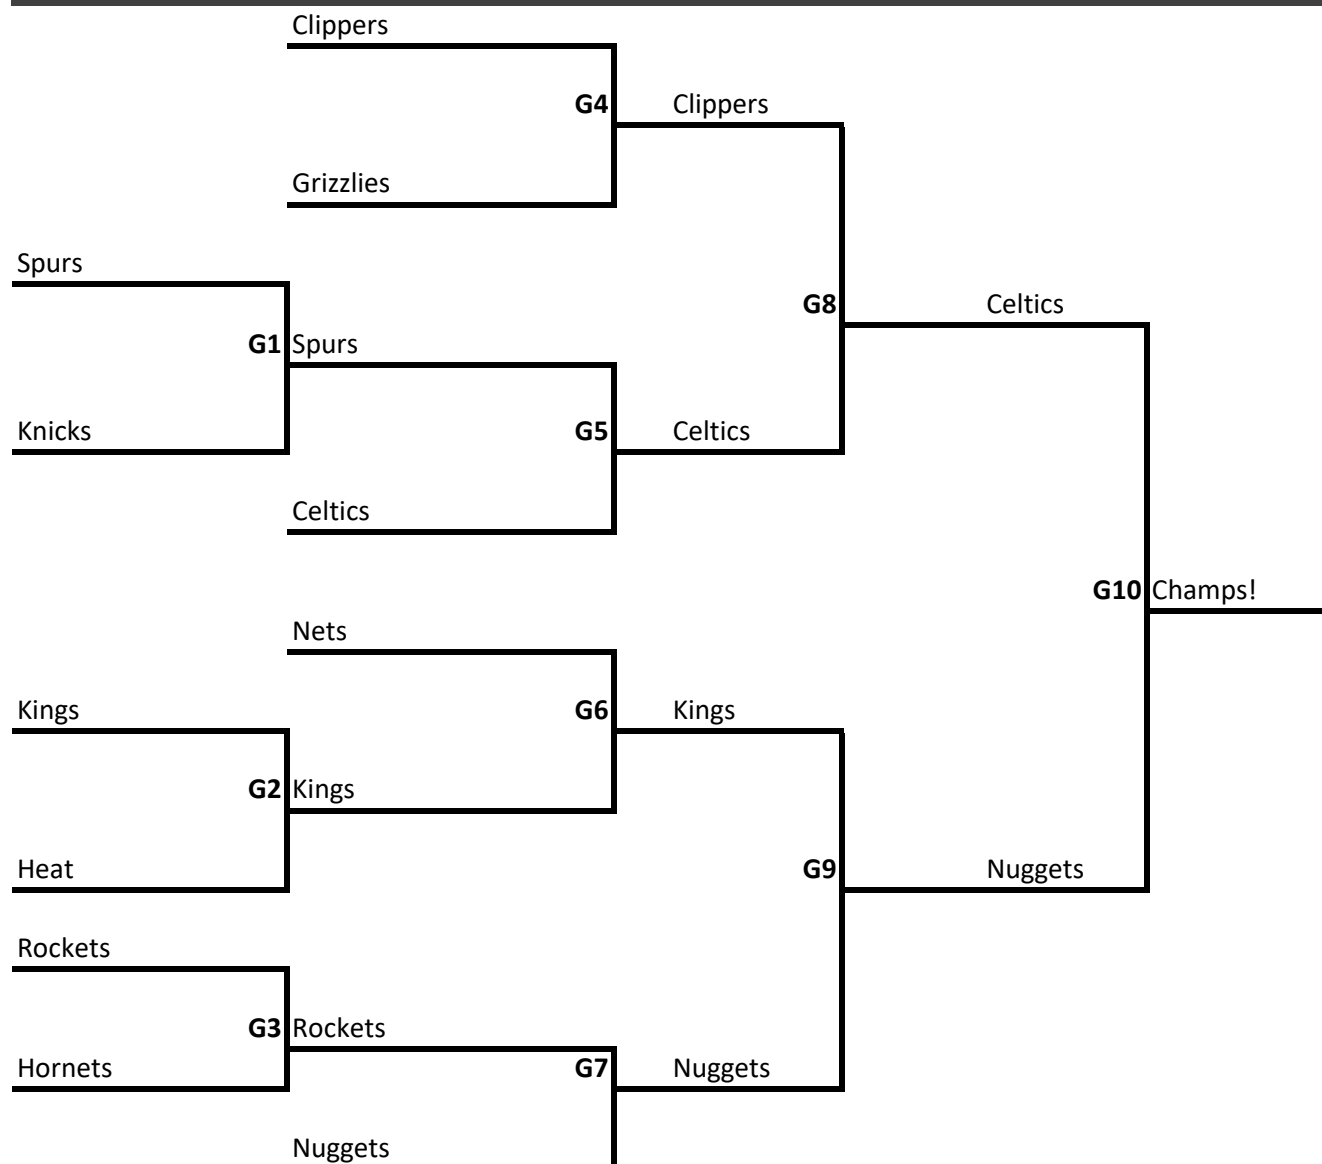 Clippers
G4 Clippers
Grizzlies
Spurs
G8 Celtics
G1 Spurs
Knicks
G5 Celtics
Celtics
G10 Champs!
Nets
Kings
G6 Kings
G2 Kings
Heat
G9 Nuggets
Rockets
G3 Rockets
Hornets
G7 Nuggets
Nuggets